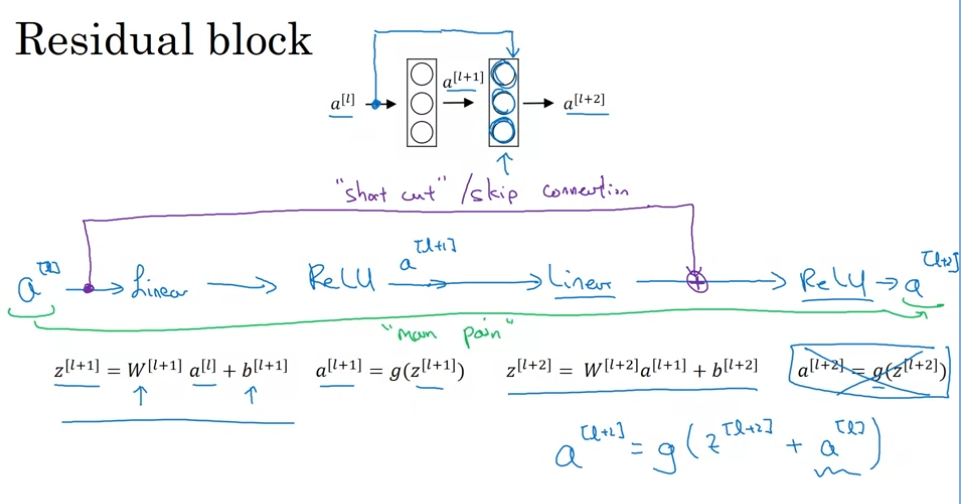 Residual block
a^[l] a^[l+1] a^[l+2]
"short cut" / skip connection
a^[l] → Linear → ReLU a^[l+1] → Linear → ReLU → a^[l+2]
"main path"
z^[l+1] = W^[l+1] a^[l] + b^[l+1] a^[l+1] = g(z^[l+1]) z^[l+2] = W^[l+2] a^[l+1] + b^[l+2] a^[l+2] = g(z^[l+2])
a^[l+2] = g(z^[l+2] + a^[l])